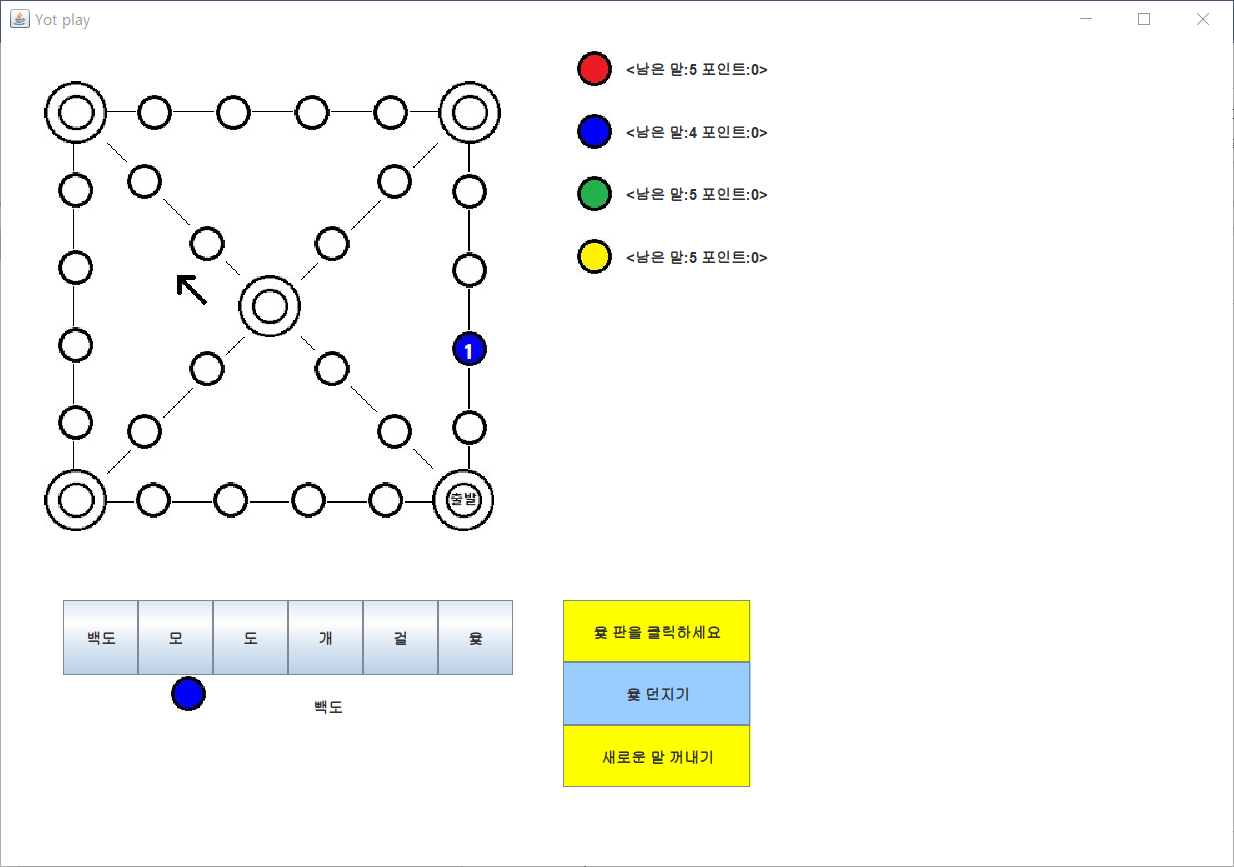 Yot play
<남은 말:5 포인트:0>
<남은 말:4 포인트:0>
<남은 말:5 포인트:0>
<남은 말:5 포인트:0>
1
출발
백도 모 도 개 걸 윷
빽도
윷 판을 클릭하세요
윷 던지기
새로운 말 꺼내기